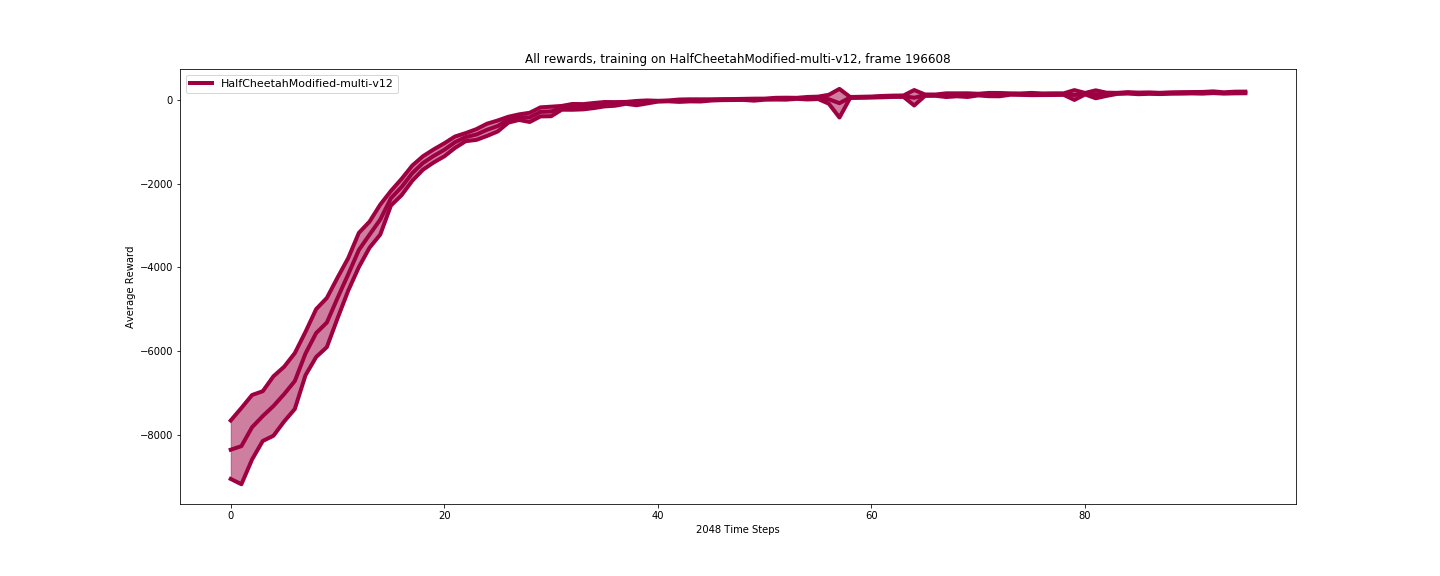 All rewards, training on HalfCheetahModified-multi-v12, frame 196608
HalfCheetahModified-multi-v12
0
−2000
−4000
−6000
−8000
Average Reward
0 20 40 60 80
2048 Time Steps